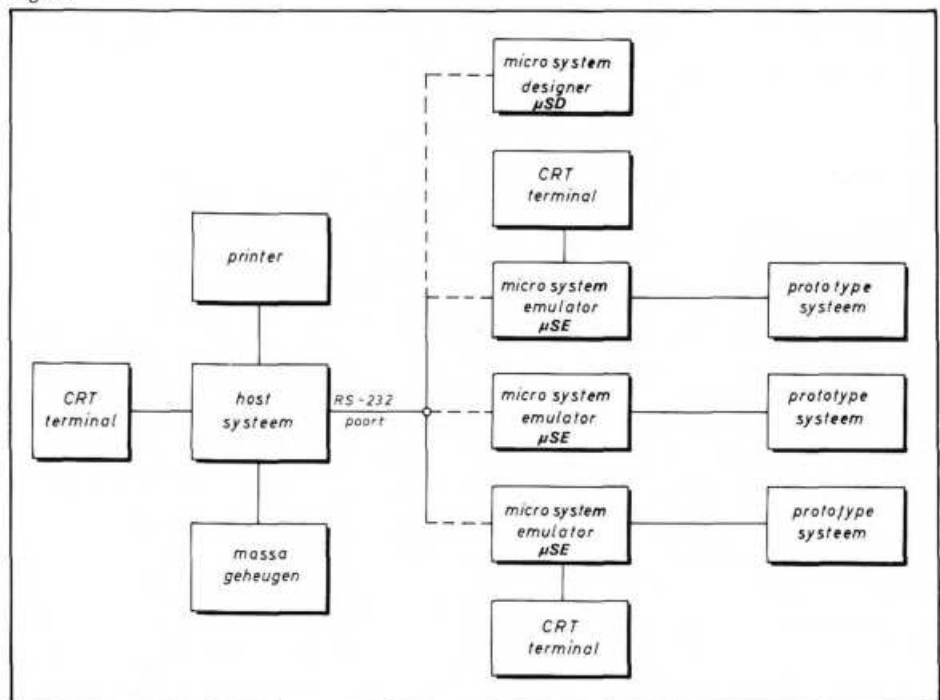 micro system
designer
µSD
CRT
terminal
printer
micro system
emulator
µSE
prototype
systeem
CRT
terminal
host
systeem
RS-232
poort
micro system
emulator
µSE
prototype
systeem
massa
geheugen
micro system
emulator
µSE
prototype
systeem
CRT
terminal